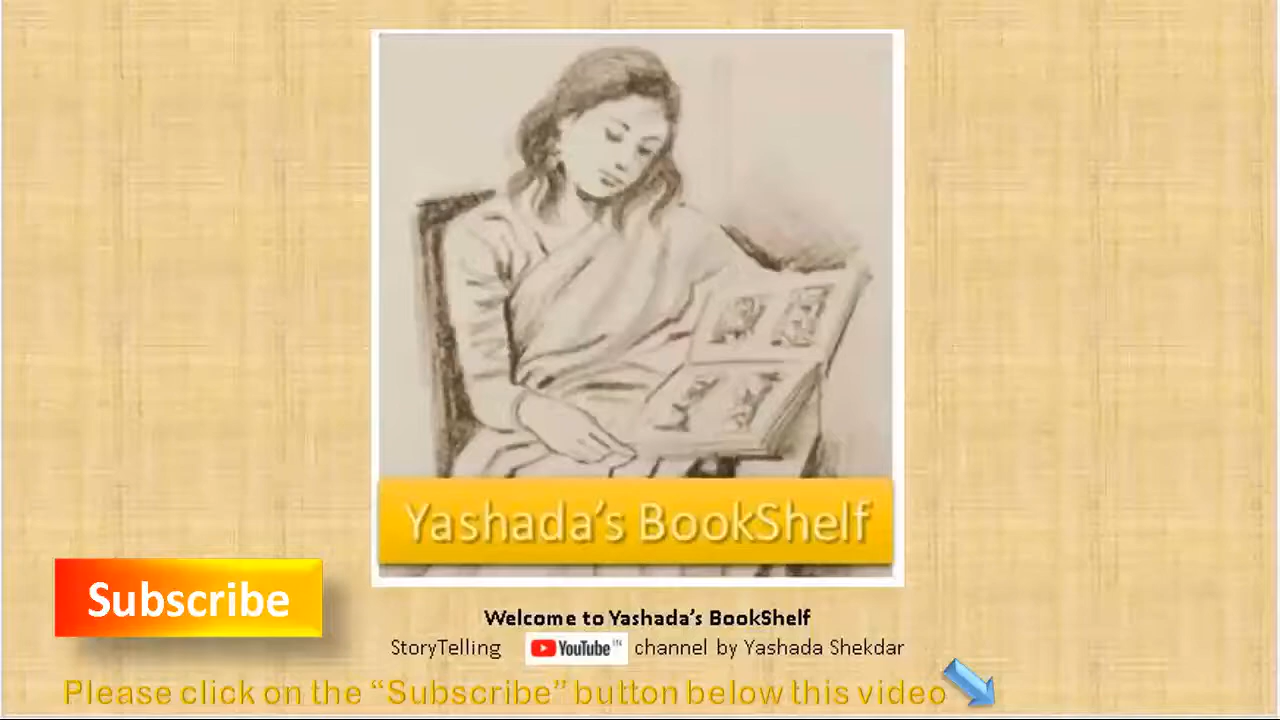 Yashada's BookShelf
Subscribe
Welcome to Yashada's BookShelf
StoryTelling YouTube IN channel by Yashada Shekdar
Please click on the “Subscribe” button below this video